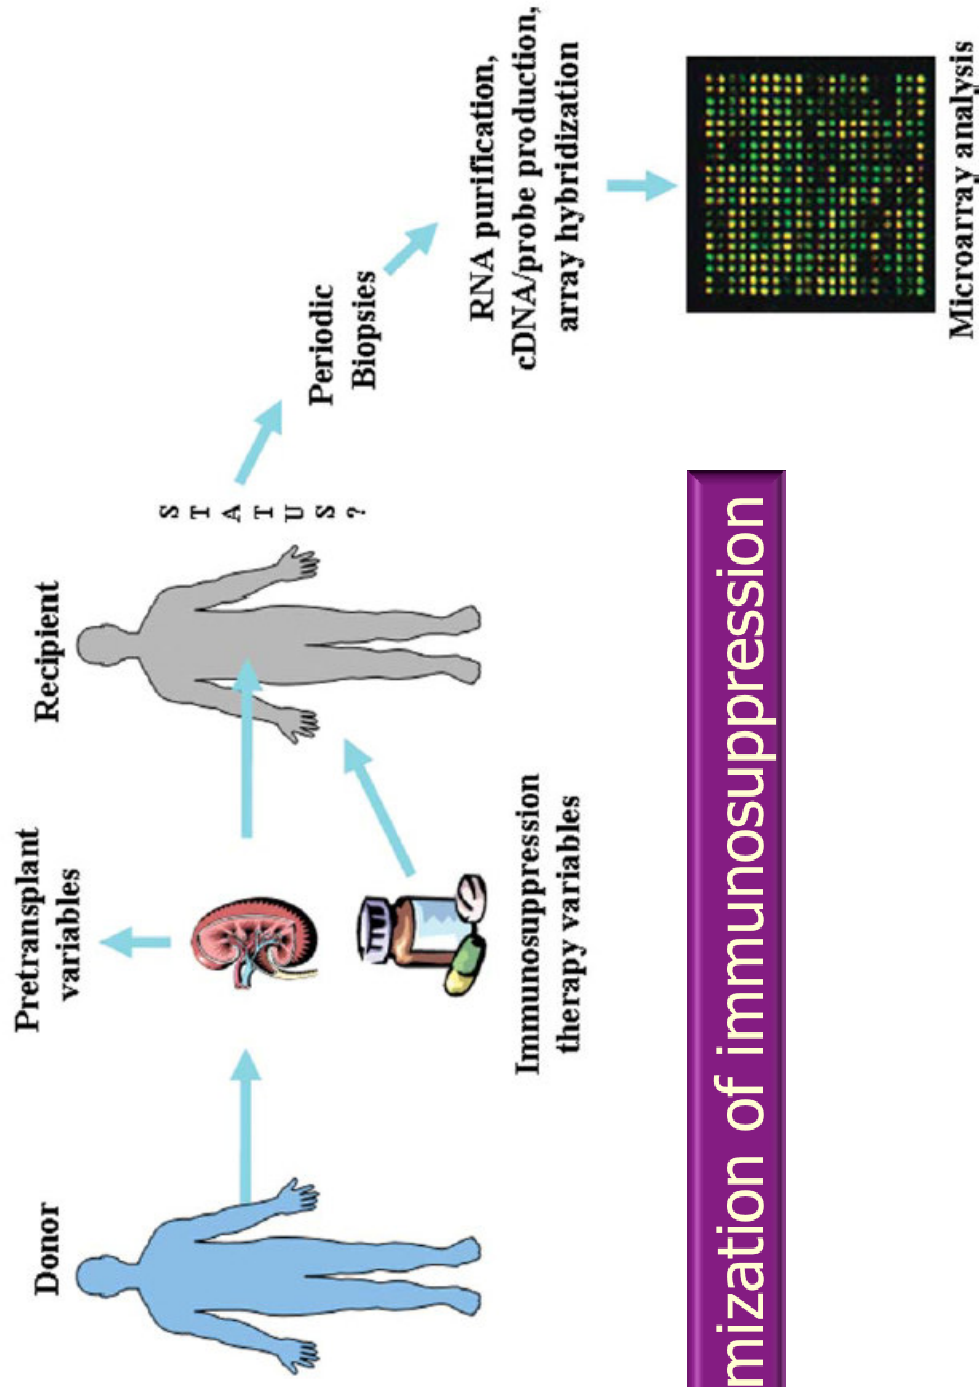 Donor
Pretransplant
variables
Immunosuppression
therapy variables
Recipient
S
T
A
T
U
S
?
Periodic
Biopsies
RNA purification,
cDNA/probe production,
array hybridization
Microarray analysis
mization of immunosuppression